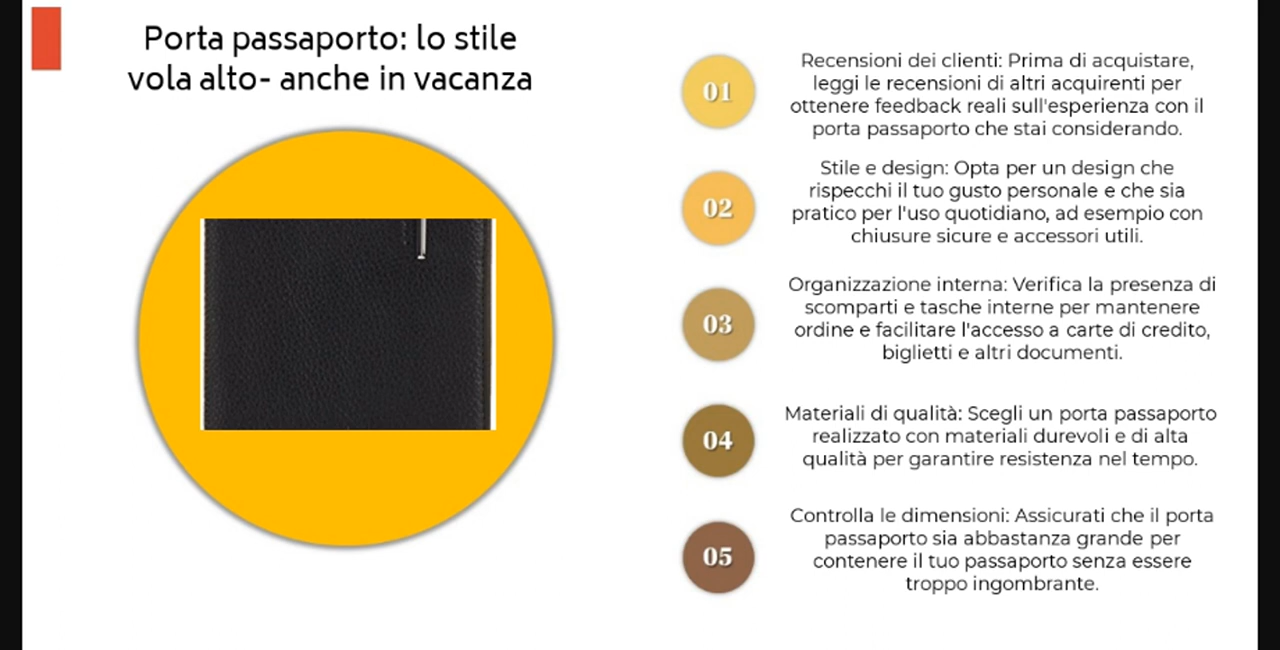 Porta passaporto: lo stile
vola alto- anche in vacanza
01
Recensioni dei clienti: Prima di acquistare,
leggi le recensioni di altri acquirenti per
ottenere feedback reali sull'esperienza con il
porta passaporto che stai considerando.
02
Stile e design: Opta per un design che
rispecchi il tuo gusto personale e che sia
pratico per l'uso quotidiano, ad esempio con
chiusure sicure e accessori utili.
03
Organizzazione interna: Verifica la presenza di
scomparti e tasche interne per mantenere
ordine e facilitare l'accesso a carte di credito,
biglietti e altri documenti.
04
Materiali di qualità: Scegli un porta passaporto
realizzato con materiali durevoli e di alta
qualità per garantire resistenza nel tempo.
05
Controlla le dimensioni: Assicurati che il porta
passaporto sia abbastanza grande per
contenere il tuo passaporto senza essere
troppo ingombrante.